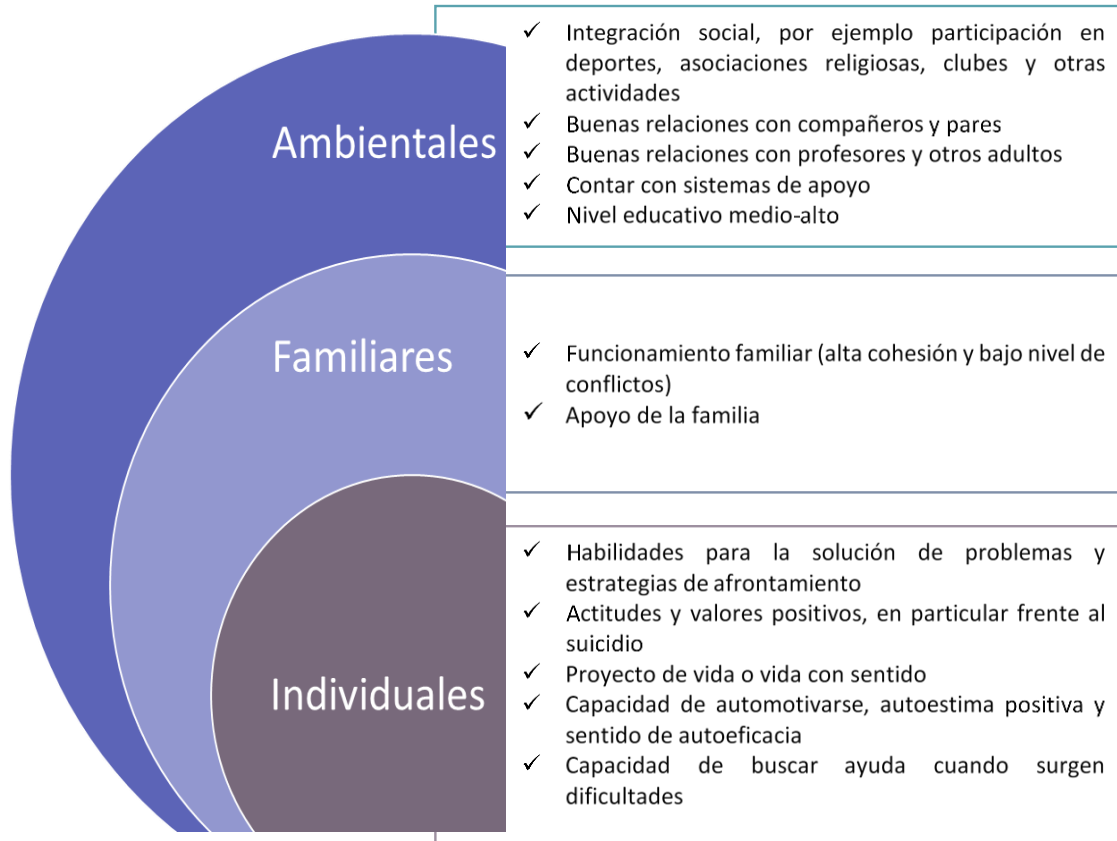 Ambientales
✓ Integración social, por ejemplo participación en
deportes, asociaciones religiosas, clubes y otras
actividades
✓ Buenas relaciones con compañeros y pares
✓ Buenas relaciones con profesores y otros adultos
✓ Contar con sistemas de apoyo
✓ Nivel educativo medio-alto
Familiares
✓ Funcionamiento familiar (alta cohesión y bajo nivel de
conflictos)
✓ Apoyo de la familia
Individuales
✓ Habilidades para la solución de problemas y
estrategias de afrontamiento
✓ Actitudes y valores positivos, en particular frente al
suicidio
✓ Proyecto de vida o vida con sentido
✓ Capacidad de automotivarse, autoestima positiva y
sentido de autoeficacia
✓ Capacidad de buscar ayuda cuando surgen
dificultades